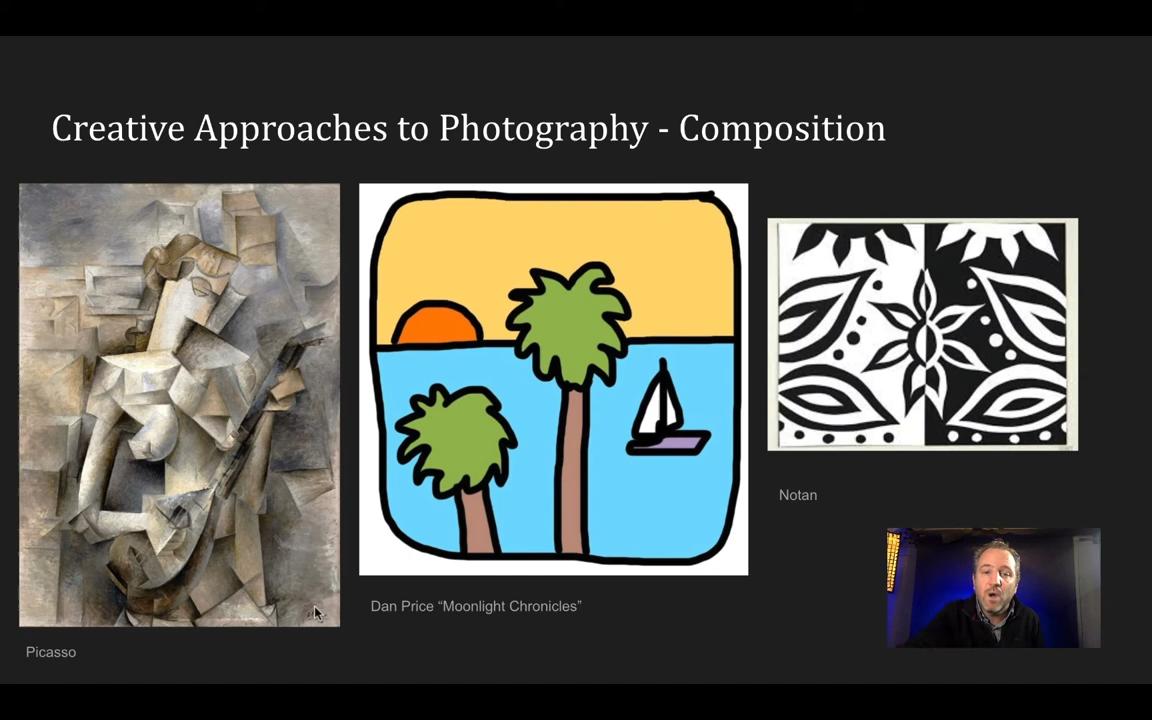 Creative Approaches to Photography - Composition
Notan
Dan Price “Moonlight Chronicles”
Picasso